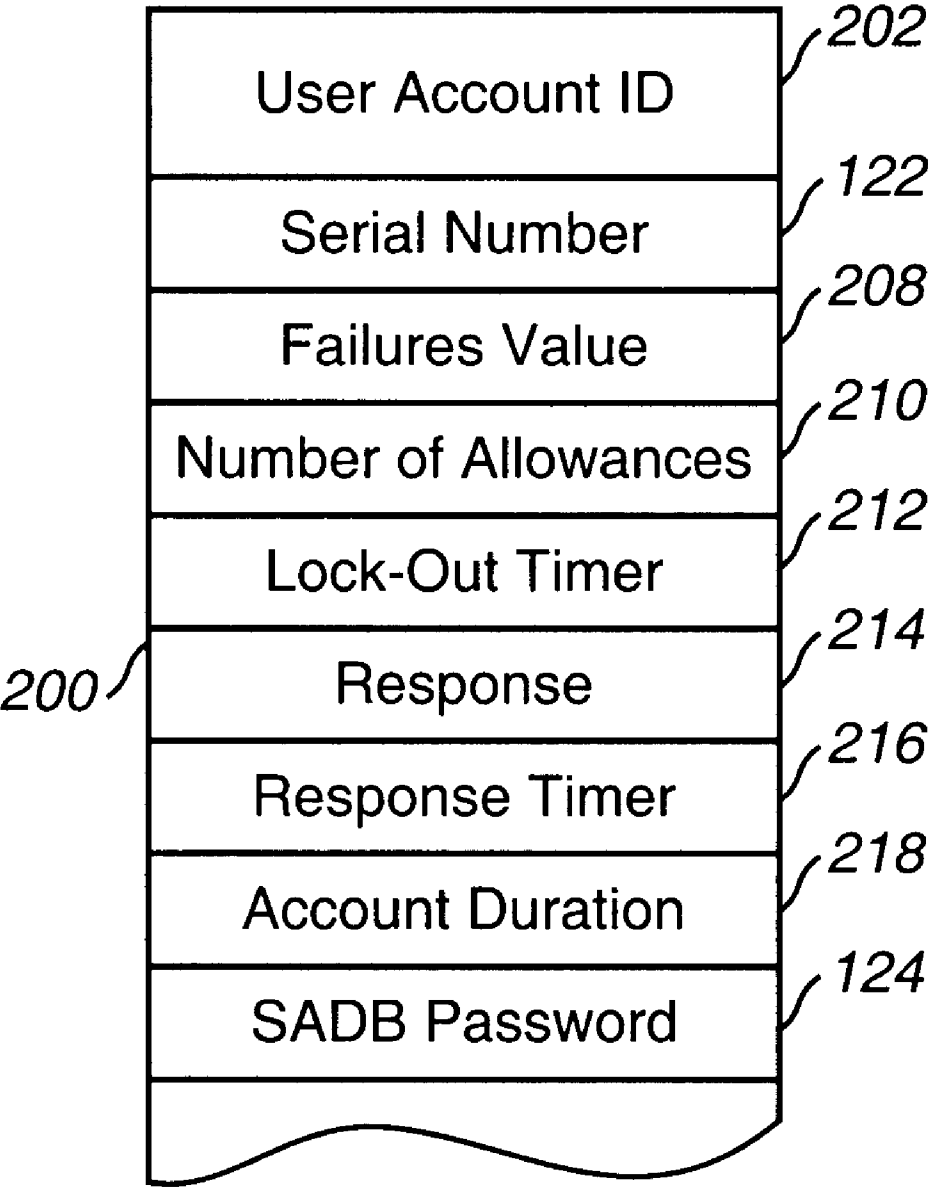 202
User Account ID
122
Serial Number
208
Failures Value
210
Number of Allowances
212
Lock-Out Timer
214
200
Response
216
Response Timer
218
Account Duration
124
SADB Password